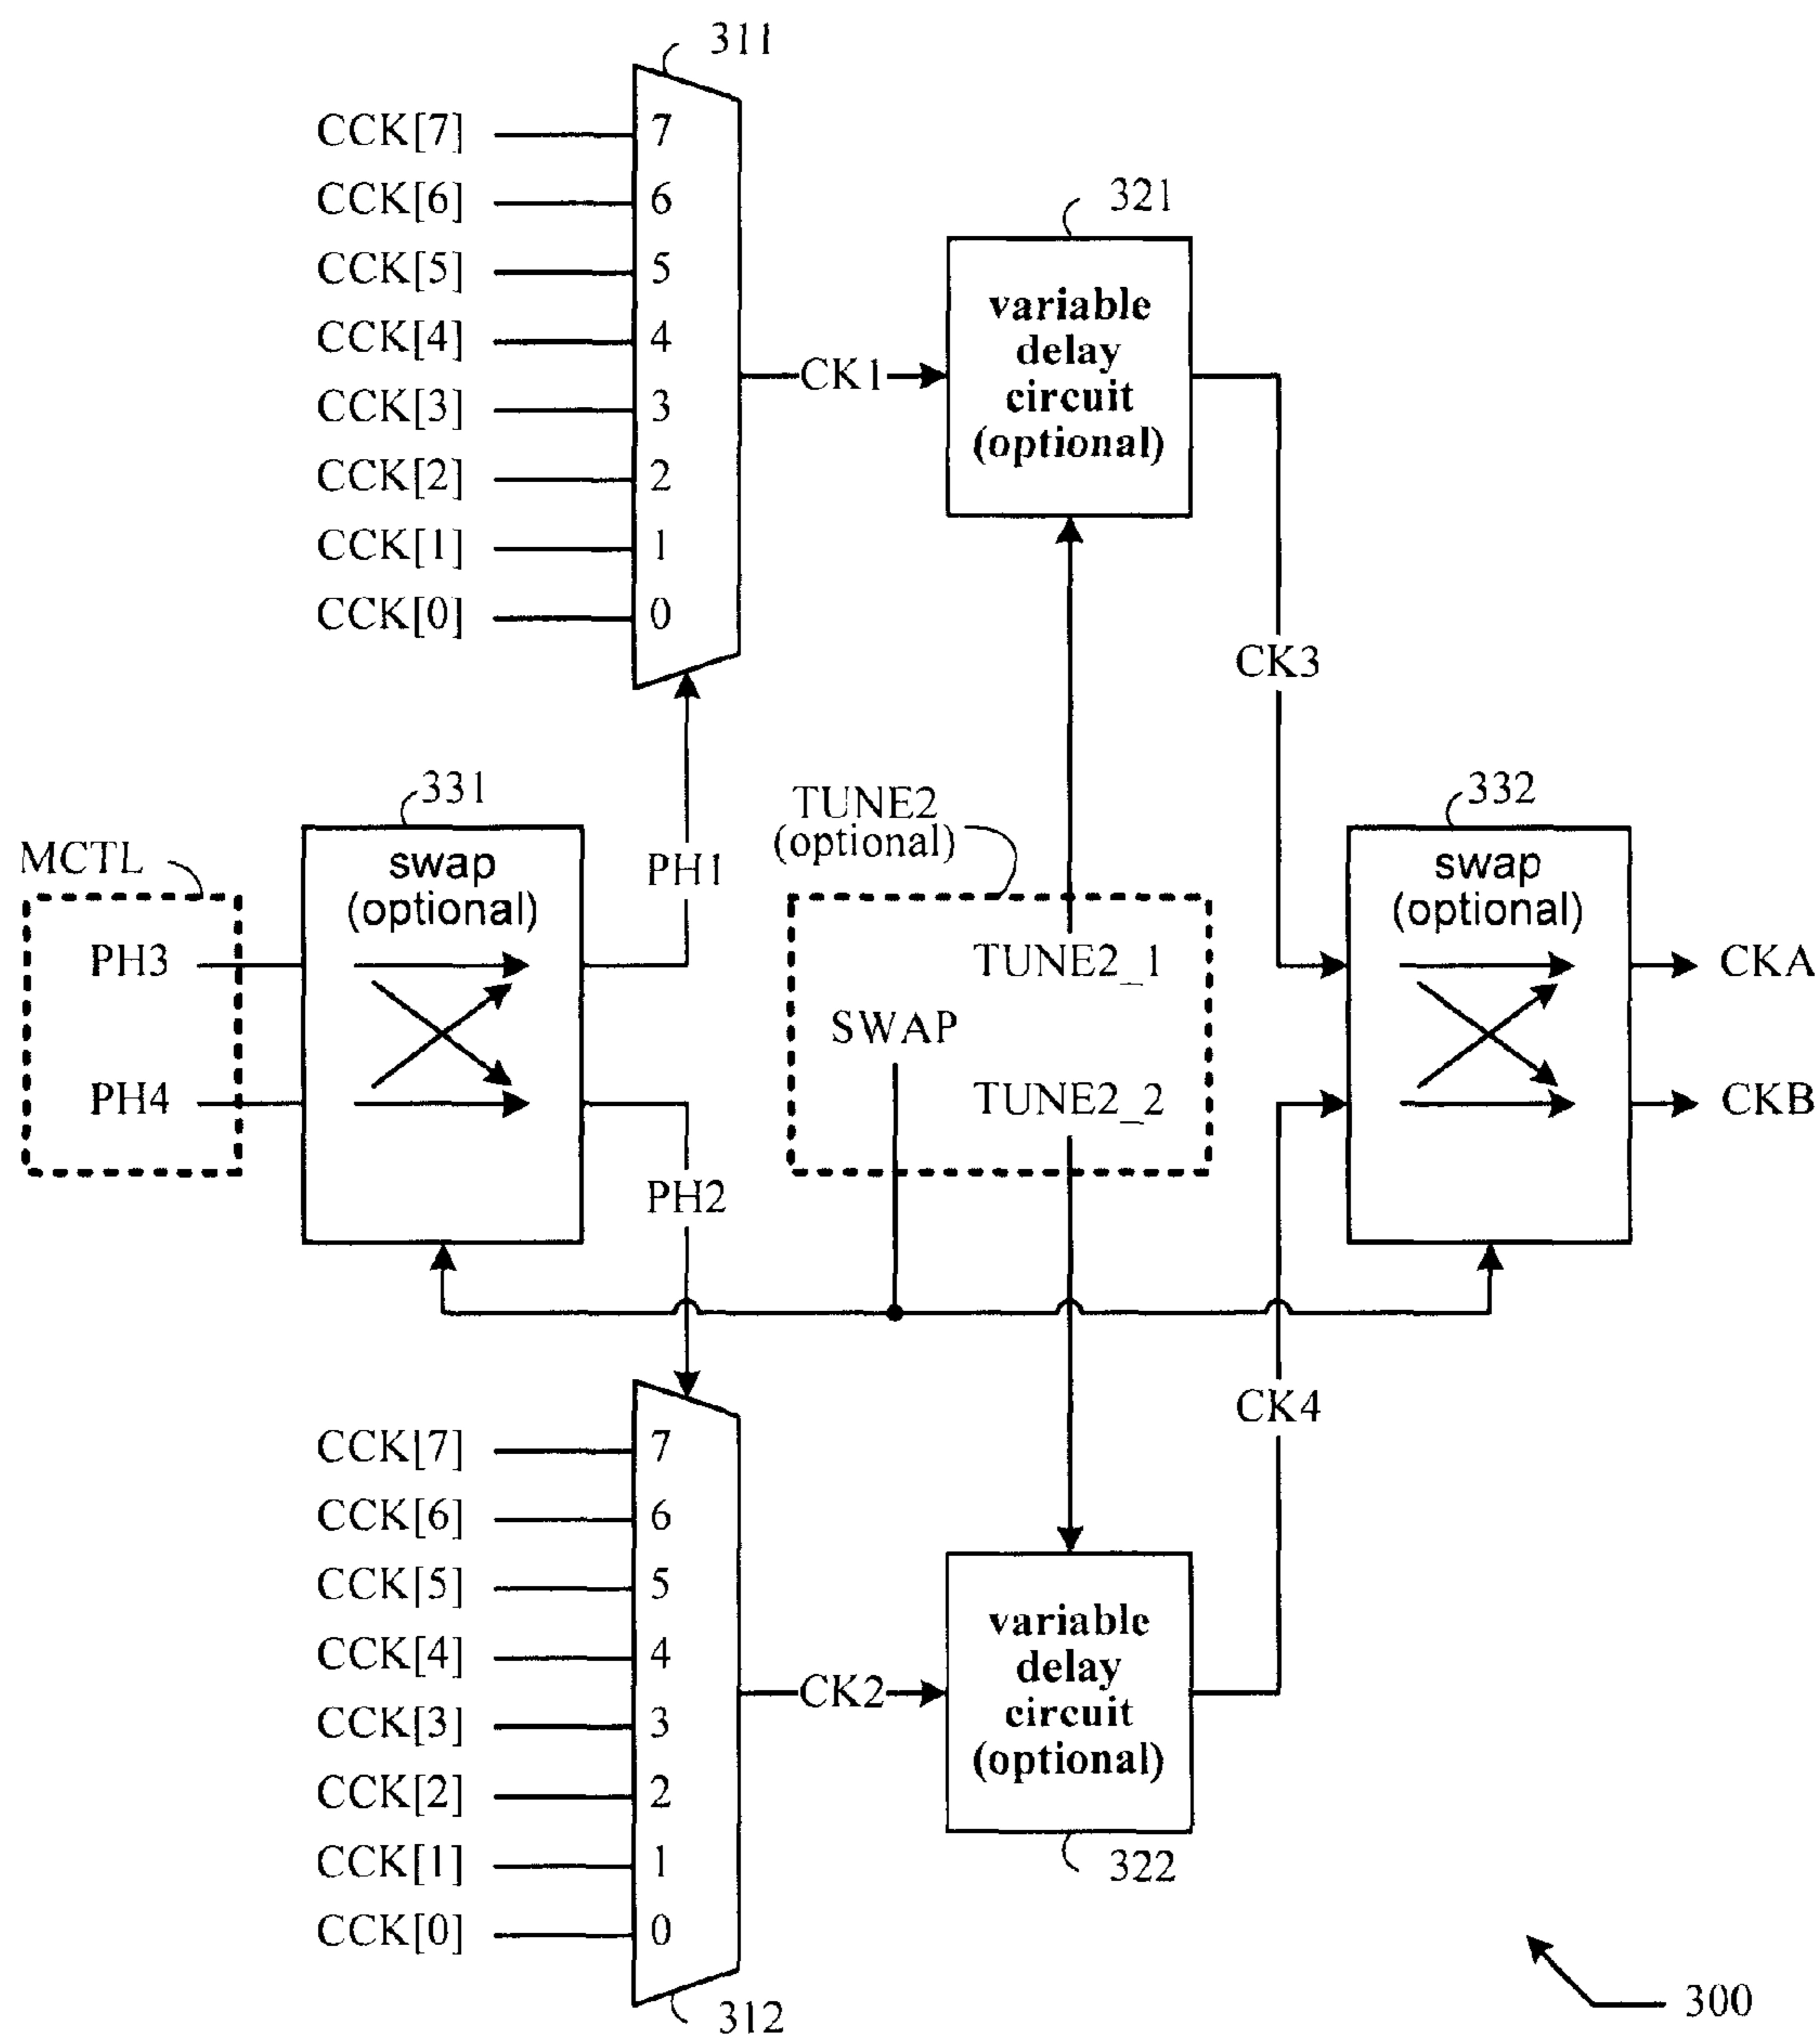 311
CCK[7] 7
CCK[6] 6
CCK[5] 5
CCK[4] 4
CCK[3] 3
CCK[2] 2
CCK[1] 1
CCK[0] 0
CK1
321
variable
delay
circuit
(optional)
CK3
MCTL
PH3
PH4
331
swap
(optional)
PH1
PH2
TUNE2
(optional)
TUNE2_1
SWAP
TUNE2_2
332
swap
(optional)
CKA
CKB
CK4
CCK[7] 7
CCK[6] 6
CCK[5] 5
CCK[4] 4
CCK[3] 3
CCK[2] 2
CCK[1] 1
CCK[0] 0
312
CK2
variable
delay
circuit
(optional)
322
300